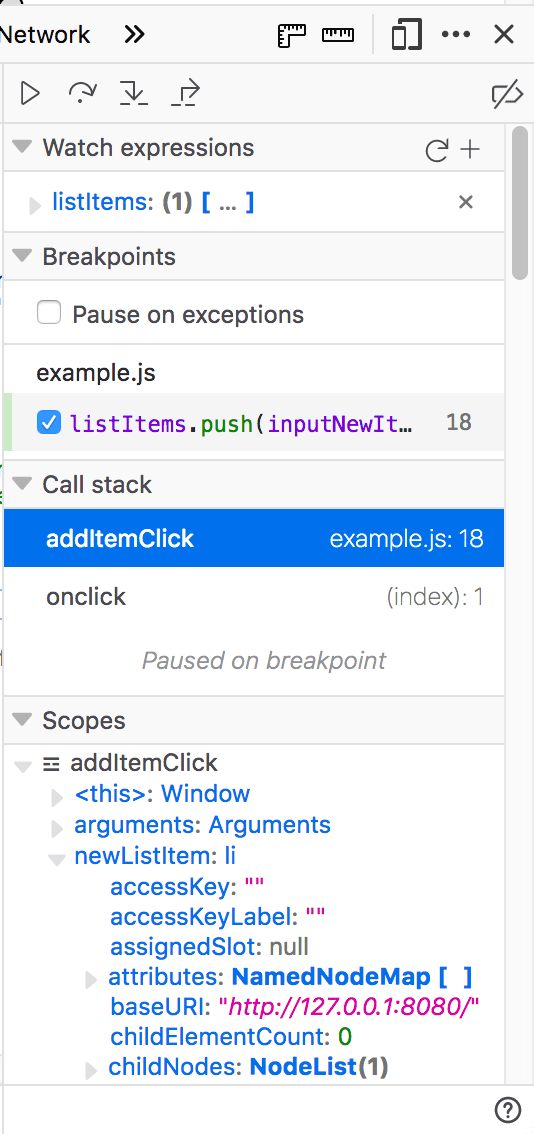 Network
Watch expressions
listItems: (1) [ … ]
Breakpoints
Pause on exceptions
example.js
listItems.push(inputNewIt… 18
Call stack
addItemClick example.js: 18
onclick (index): 1
Paused on breakpoint
Scopes
addItemClick
<this>: Window
arguments: Arguments
newListItem: li
accessKey: ""
accessKeyLabel: ""
assignedSlot: null
attributes: NamedNodeMap [ ]
baseURI: "http://127.0.0.1:8080/"
childElementCount: 0
childNodes: NodeList(1)